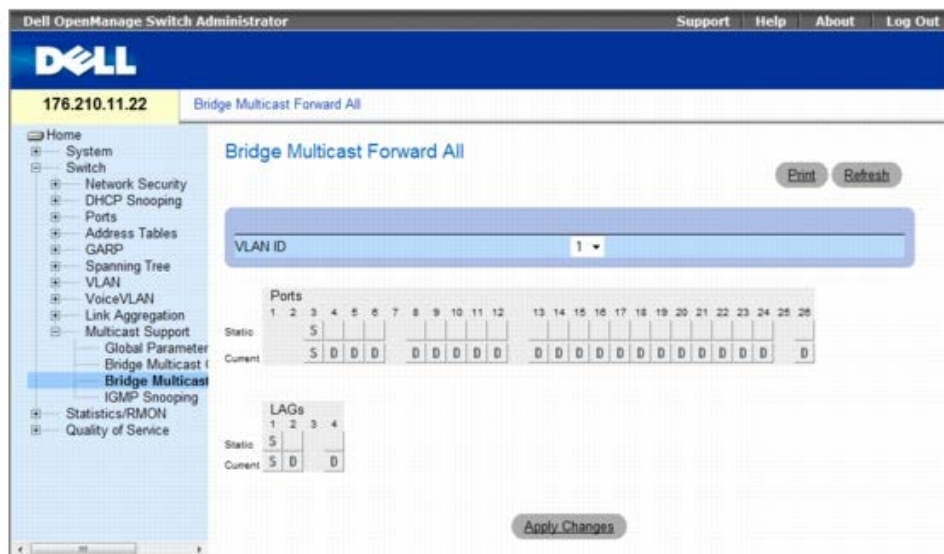 Dell OpenManage Switch Administrator
Support Help About Log Out
DELL
176.210.11.22
Bridge Multicast Forward All
Home
System
Switch
Network Security
DHCP Snooping
Ports
Address Tables
GARP
Spanning Tree
VLAN
VoiceVLAN
Link Aggregation
Multicast Support
Global Parameter
Bridge Multicast
Bridge Multicast
IGMP Snooping
Statistics/RMON
Quality of Service
Bridge Multicast Forward All
Print Refresh
VLAN ID 1
Ports
1 2 3 4 5 6 7 8 9 10 11 12 13 14 15 16 17 18 19 20 21 22 23 24 25 26
Static S
Current S D D D D D D D D D D D D D D D D D D D D D D
LAGs
1 2 3 4
Static S
Current S D D
Apply Changes